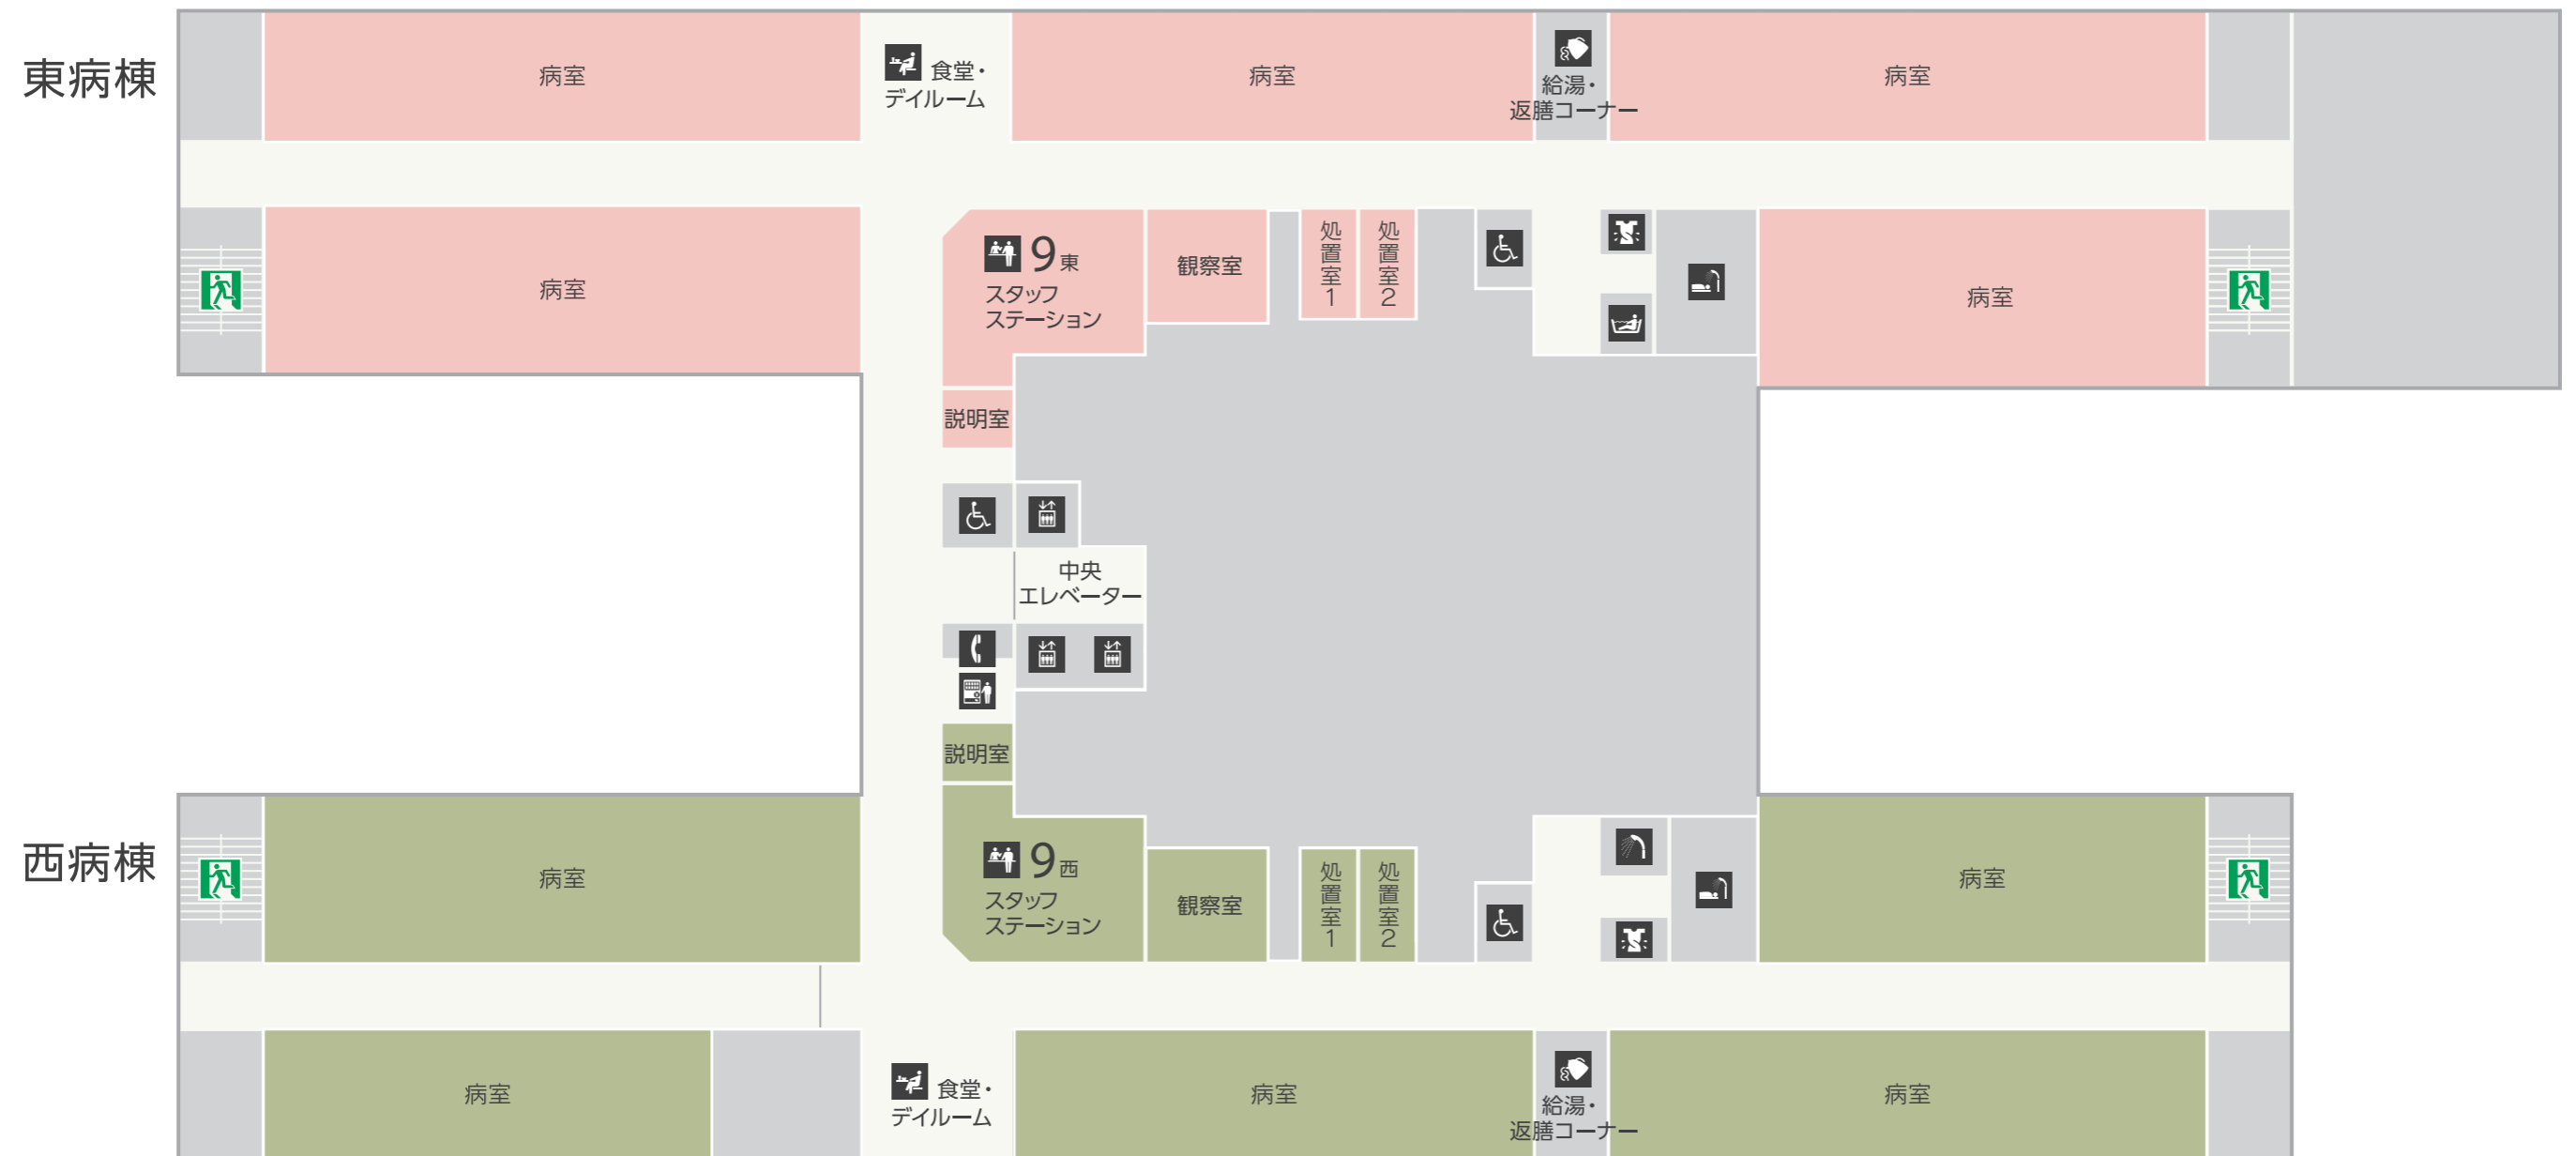 東病棟
病室
食堂・
デイルーム
病室
給湯・
返膳コーナー
病室
病室
9東
スタッフ
ステーション
観察室
処置室1
処置室2
病室
説明室
中央
エレベーター
説明室
西病棟
病室
9西
スタッフ
ステーション
観察室
処置室1
処置室2
病室
病室
食堂・
デイルーム
病室
給湯・
返膳コーナー
病室